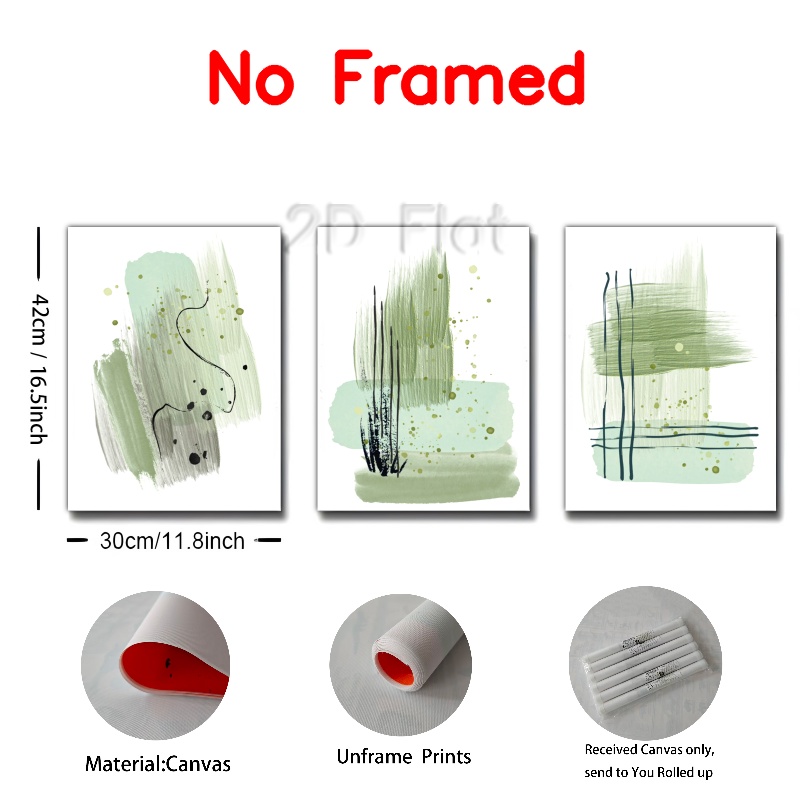 No Framed
2D Flat
42cm / 16.5inch
30cm/11.8inch
Material:Canvas
Unframe Prints
Received Canvas only,
send to You Rolled up